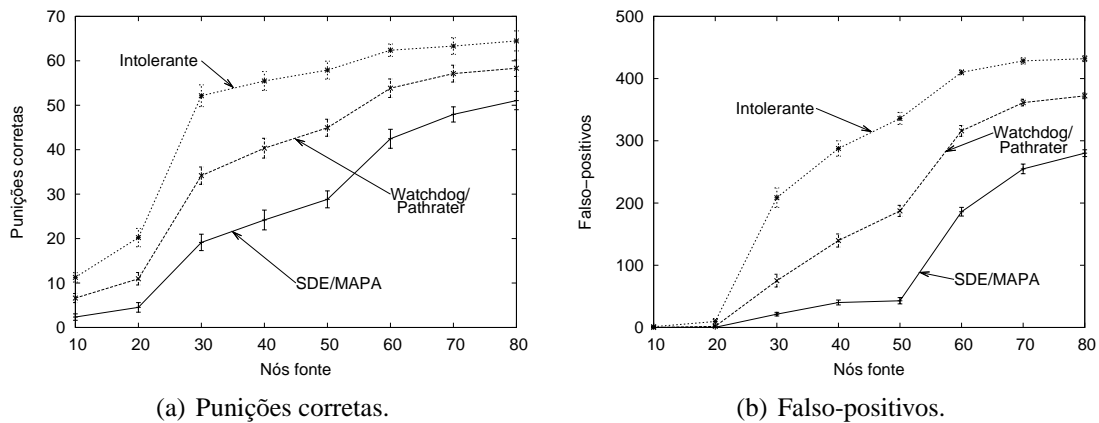 70
60
50
40
30
20
10
0
Punições corretas
Intolerante
Watchdog/
Pathrater
SDE/MAPA
10 20 30 40 50 60 70 80
Nós fonte
(a) Punições corretas.
500
400
300
200
100
0
Falso−positivos
Intolerante
Watchdog/
Pathrater
SDE/MAPA
10 20 30 40 50 60 70 80
Nós fonte
(b) Falso-positivos.